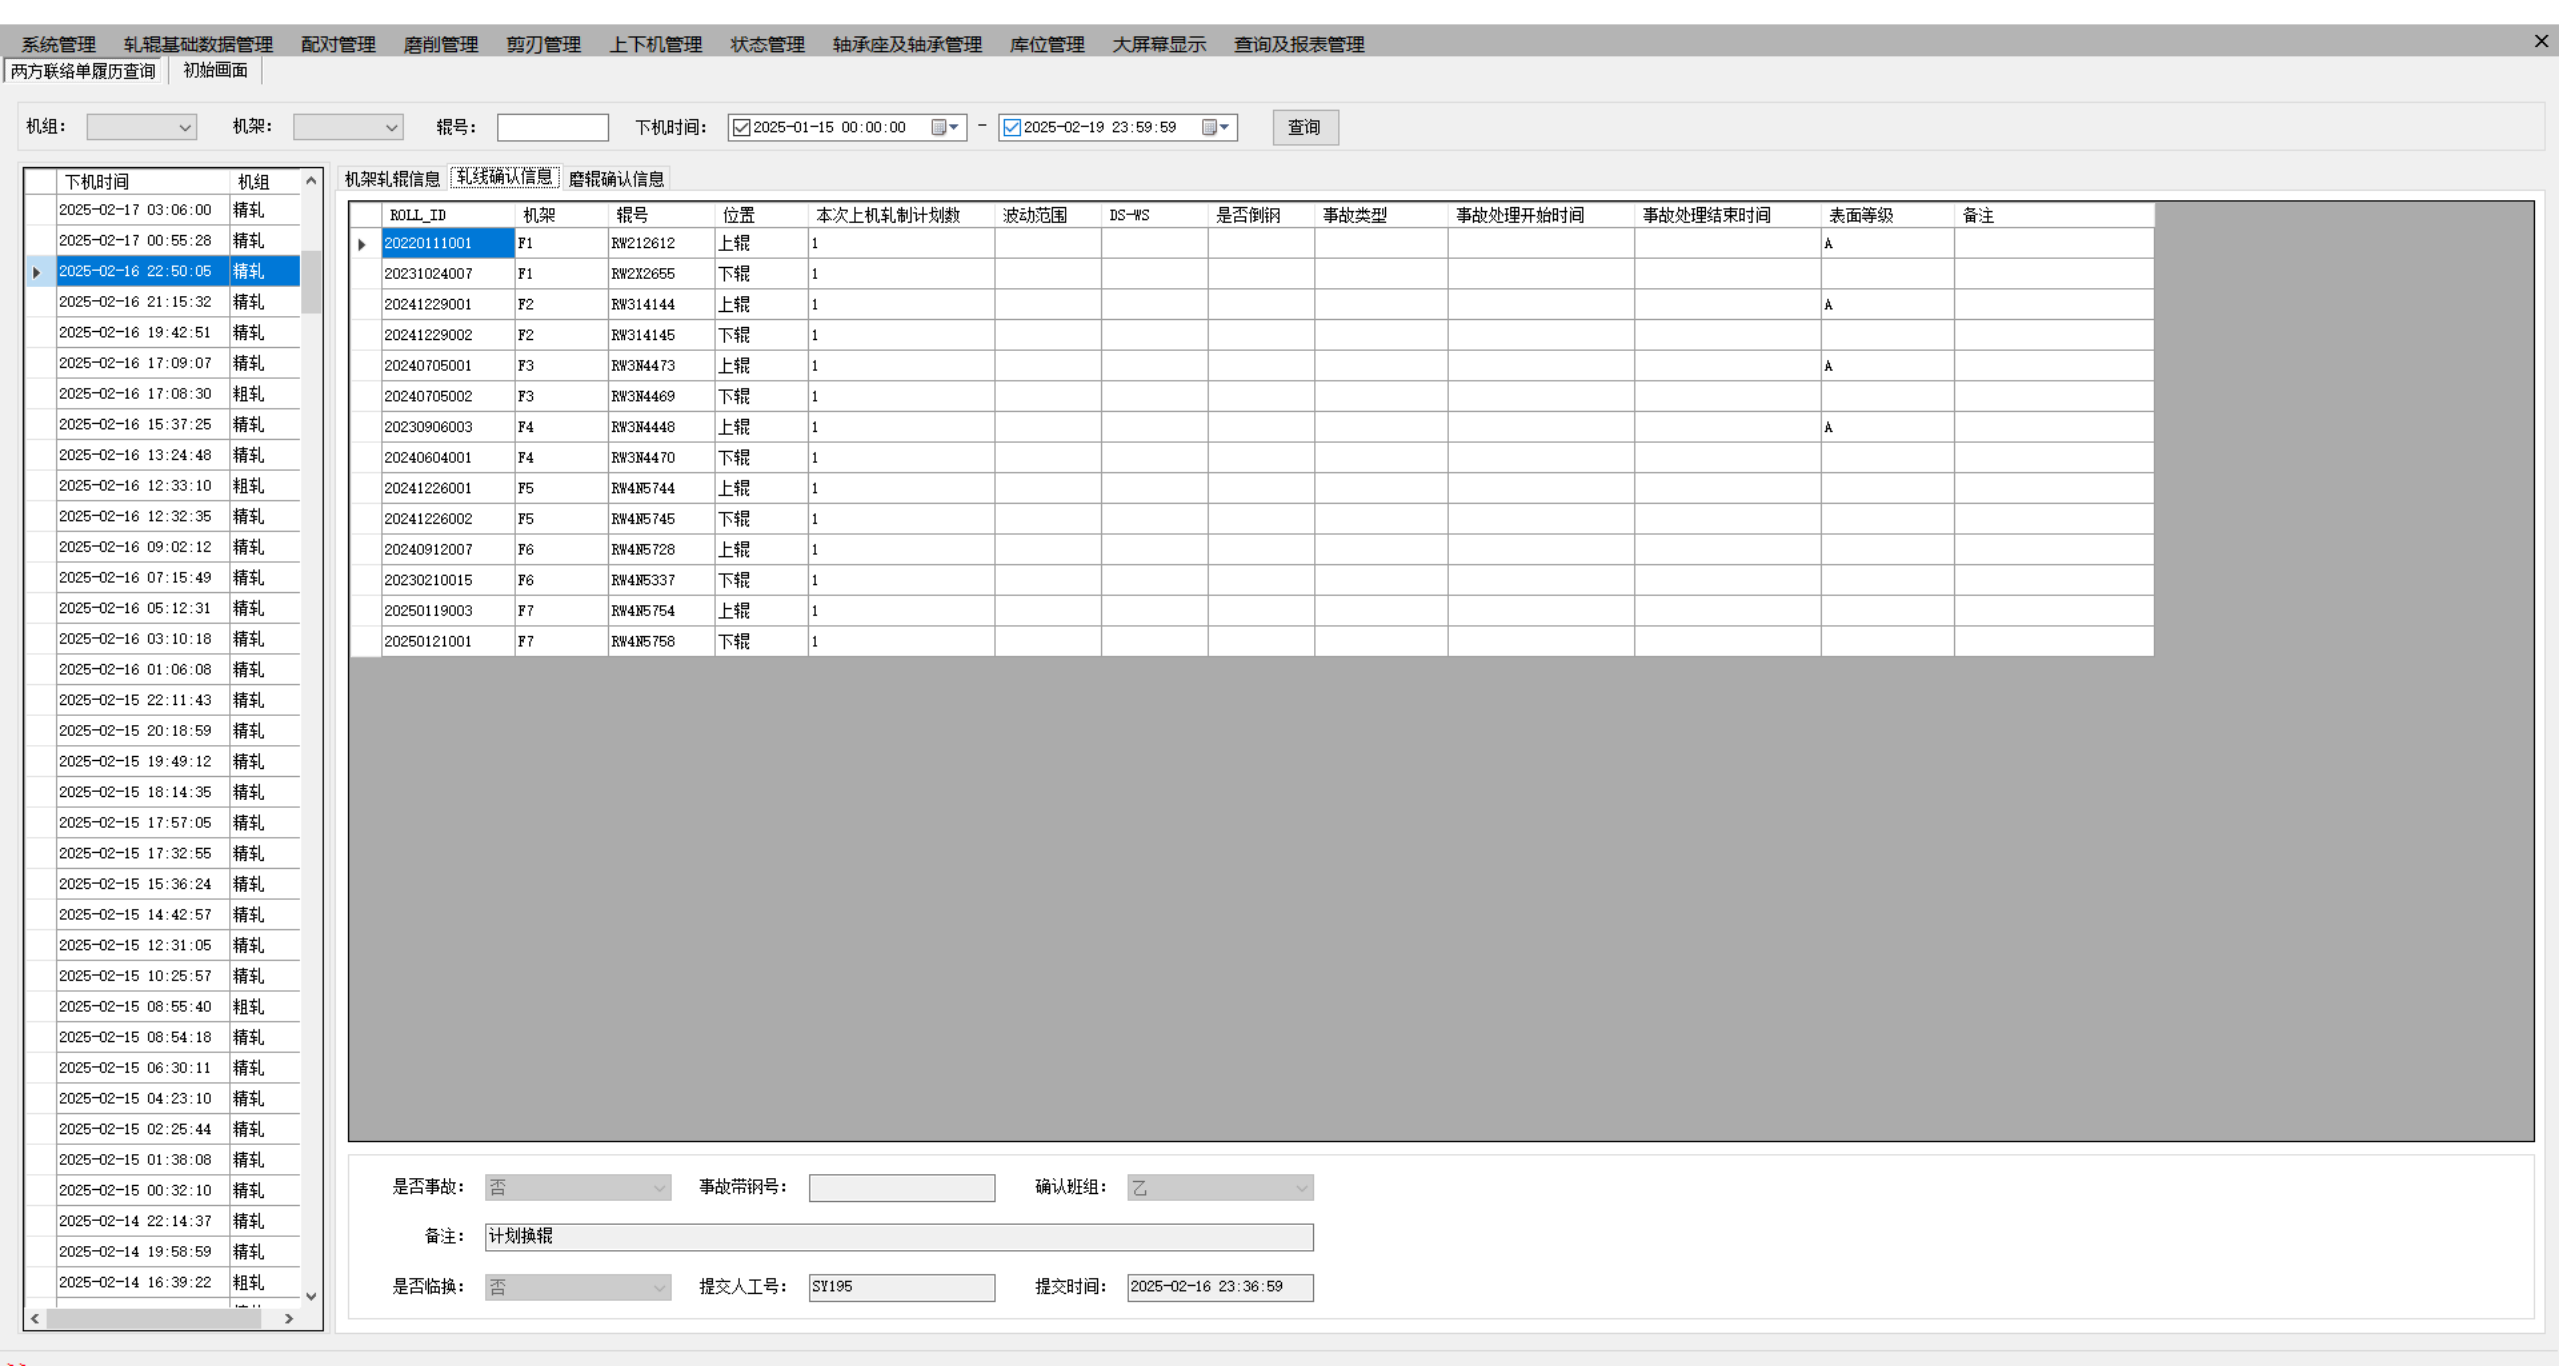 系统管理 轧辊基础数据管理 配对管理 磨削管理 剪刃管理 上下机管理 状态管理 轴承座及轴承管理 库位管理 大屏幕显示 查询及报表管理
两方联络单履历查询 初始画面
机组: 机架: 辊号: 下机时间: 2025-01-15 00:00:00 - 2025-02-19 23:59:59 查询
下机时间 机组
2025-02-17 03:06:00 精轧
2025-02-17 00:55:28 精轧
2025-02-16 22:50:05 精轧
2025-02-16 21:15:32 精轧
2025-02-16 19:42:51 精轧
2025-02-16 17:09:07 精轧
2025-02-16 17:08:30 粗轧
2025-02-16 15:37:25 精轧
2025-02-16 13:24:48 精轧
2025-02-16 12:33:10 粗轧
2025-02-16 12:32:35 精轧
2025-02-16 09:02:12 精轧
2025-02-16 07:15:49 精轧
2025-02-16 05:12:31 精轧
2025-02-16 03:10:18 精轧
2025-02-16 01:06:08 精轧
2025-02-15 22:11:43 精轧
2025-02-15 20:18:59 精轧
2025-02-15 19:49:12 精轧
2025-02-15 18:14:35 精轧
2025-02-15 17:57:05 精轧
2025-02-15 17:32:55 精轧
2025-02-15 15:36:24 精轧
2025-02-15 14:42:57 精轧
2025-02-15 12:31:05 精轧
2025-02-15 10:25:57 精轧
2025-02-15 08:55:40 粗轧
2025-02-15 08:54:18 精轧
2025-02-15 06:30:11 精轧
2025-02-15 04:23:10 精轧
2025-02-15 02:25:44 精轧
2025-02-15 01:38:08 精轧
2025-02-15 00:32:10 精轧
2025-02-14 22:14:37 精轧
2025-02-14 19:58:59 精轧
2025-02-14 16:39:22 粗轧
机架轧辊信息 轧线确认信息 磨辊确认信息
ROLL_ID 机架 辊号 位置 本次上机轧制计划数 波动范围 DS-WS 是否倒钢 事故类型 事故处理开始时间 事故处理结束时间 表面等级 备注
20220111001 F1 RW212612 上辊 1 A
20231024007 F1 RW2X2655 下辊 1
20241229001 F2 RW314144 上辊 1 A
20241229002 F2 RW314145 下辊 1
20240705001 F3 RW3N4473 上辊 1 A
20240705002 F3 RW3N4469 下辊 1
20230906003 F4 RW3N4448 上辊 1 A
20240604001 F4 RW3N4470 下辊 1
20241226001 F5 RW4N5744 上辊 1
20241226002 F5 RW4N5745 下辊 1
20240912007 F6 RW4N5728 上辊 1
20230210015 F6 RW4N5337 下辊 1
20250119003 F7 RW4N5754 上辊 1
20250121001 F7 RW4N5758 下辊 1
是否事故: 否 事故带钢号: 确认班组: 乙
备注: 计划换辊
是否临换: 否 提交人工号: SY195 提交时间: 2025-02-16 23:36:59